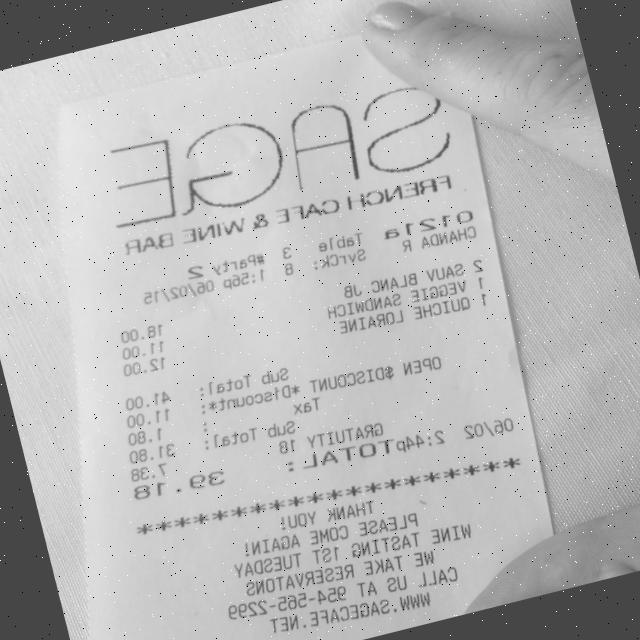 SAGE
FRENCH CAFE & WINE BAR
0121a Table 3 #Party 2
CHANDA R SvrCk: 8 1:59p 06/02/15
2 SAUV BLANC JB 18.00
1 VEGGIE SANDWICH 11.00
1 QUICHE LORAINE 12.00
Sub Total: 41.00
OPEN $DISCOUNT *Discount*: 11.00
Tax : 1.80
Sub Total: 31.80
GRATUITY 18 7.38
06/02 2:44p TOTAL: 39.18
*********************
THANK YOU!
PLEASE COME AGAIN!
WINE TASTING 1ST TUESDAY
WE TAKE RESERVATONS
CALL US AT 954-565-2299
WWW.SAGECAFE.NET